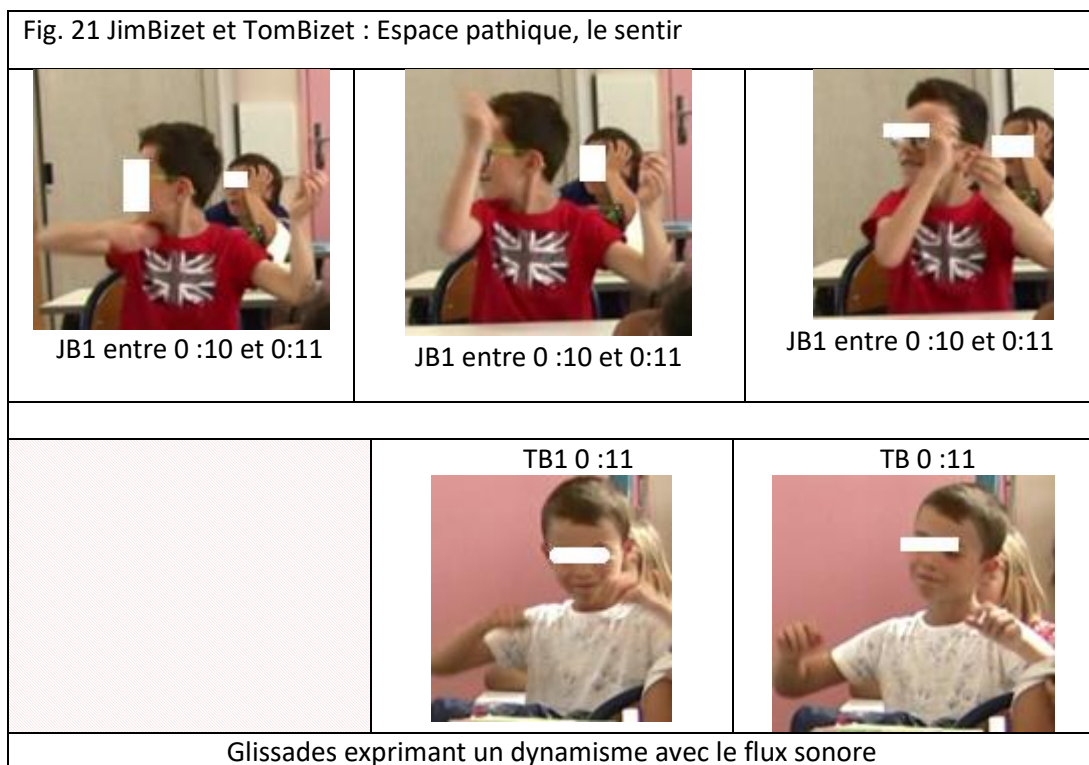 Fig. 21 JimBizet et TomBizet : Espace pathique, le sentir
JB1 entre 0 :10 et 0:11
JB1 entre 0 :10 et 0:11
JB1 entre 0 :10 et 0:11
TB1 0 :11
TB 0 :11
Glissades exprimant un dynamisme avec le flux sonore